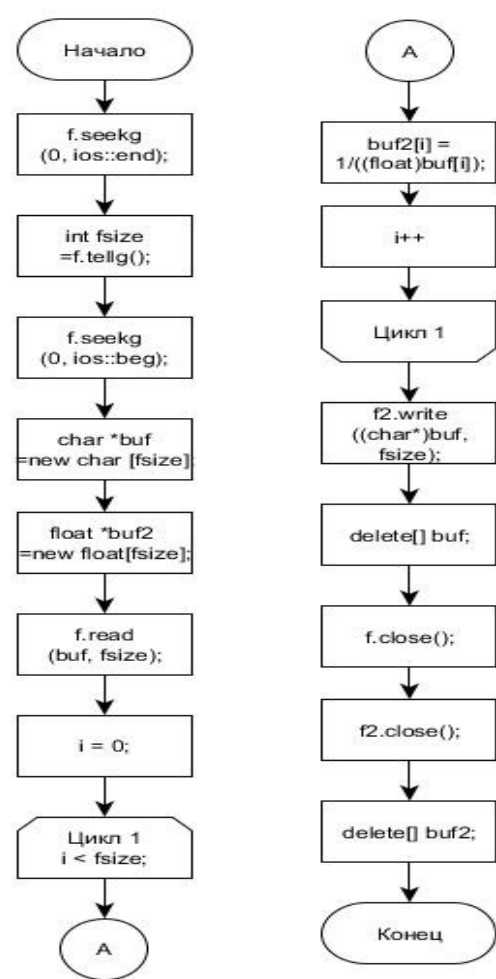 Начало
f.seekg
(0, ios::end);
int fsize
=f.tellg();
f.seekg
(0, ios::beg);
char *buf
=new char [fsize];
float *buf2
=new float[fsize];
f.read
(buf, fsize);
i = 0;
Цикл 1
i < fsize;
A
A
buf2[i] =
1/((float)buf[i]);
i++
Цикл 1
f2.write
((char*)buf,
fsize);
delete[] buf;
f.close();
f2.close();
delete[] buf2;
Конец